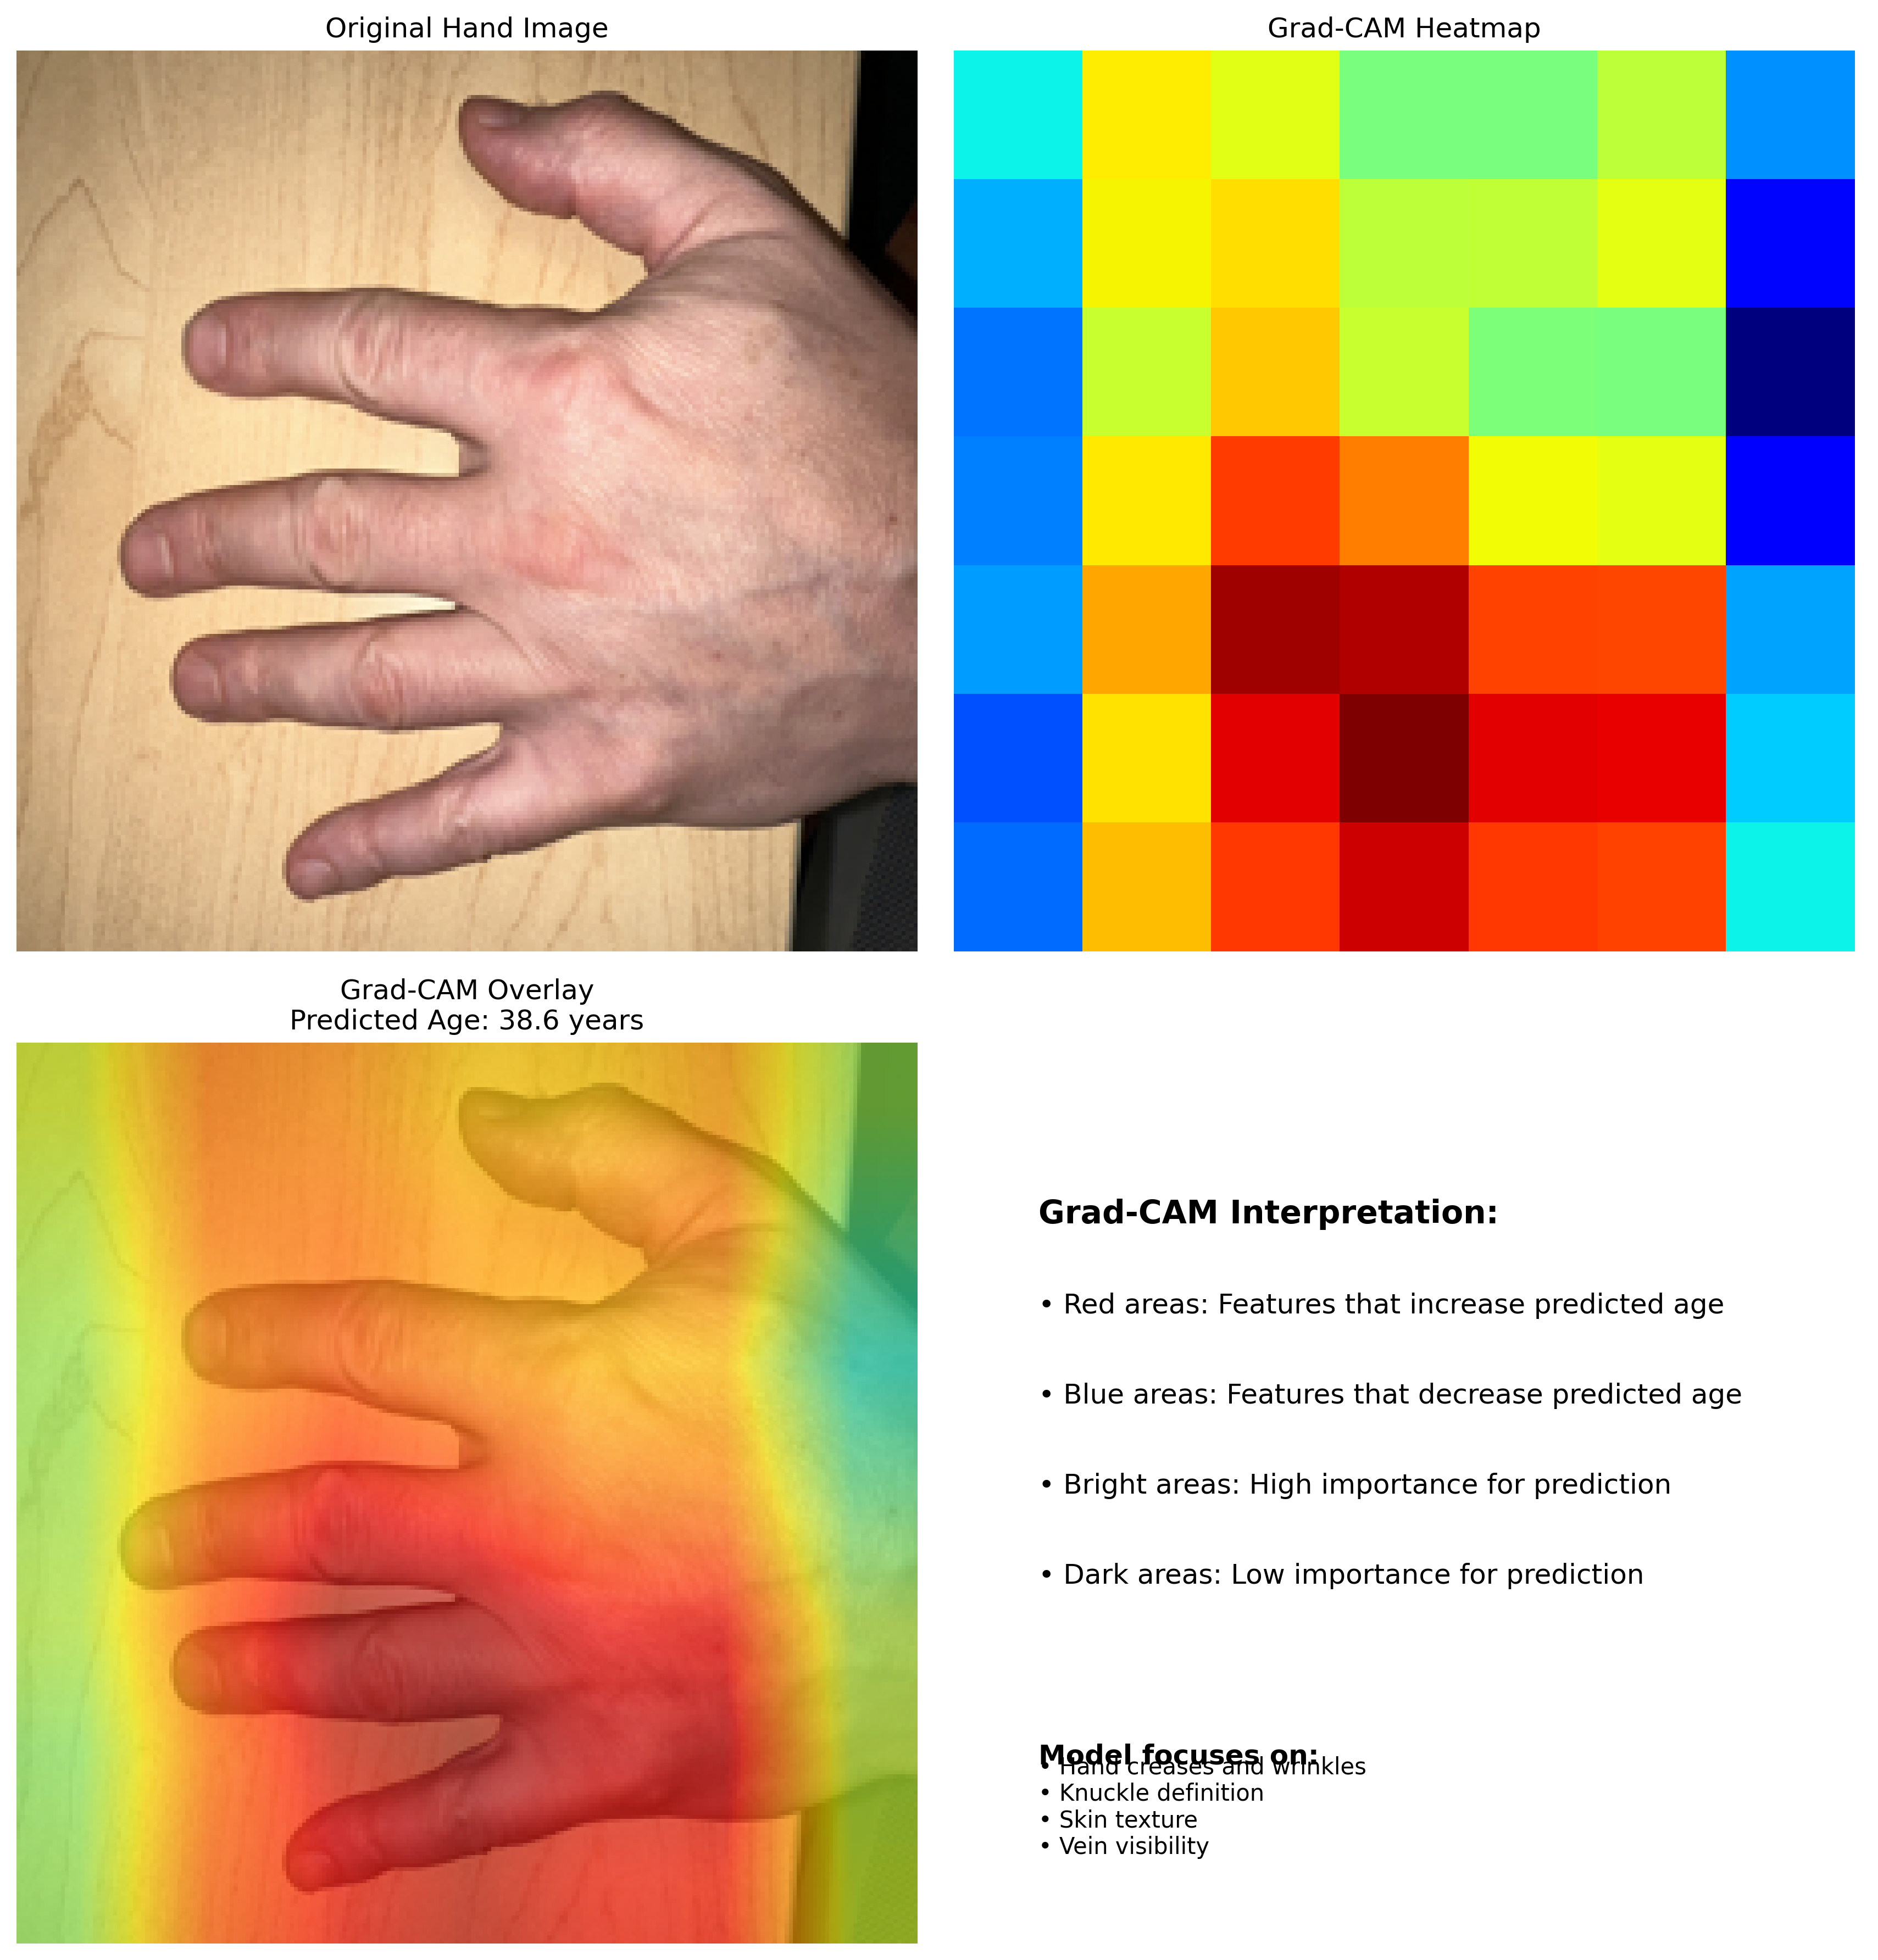 Original Hand Image
Grad-CAM Heatmap
Grad-CAM Overlay
Predicted Age: 38.6 years
Grad-CAM Interpretation:
• Red areas: Features that increase predicted age
• Blue areas: Features that decrease predicted age
• Bright areas: High importance for prediction
• Dark areas: Low importance for prediction
Model focuses on:
• Hand creases and wrinkles
• Knuckle definition
• Skin texture
• Vein visibility